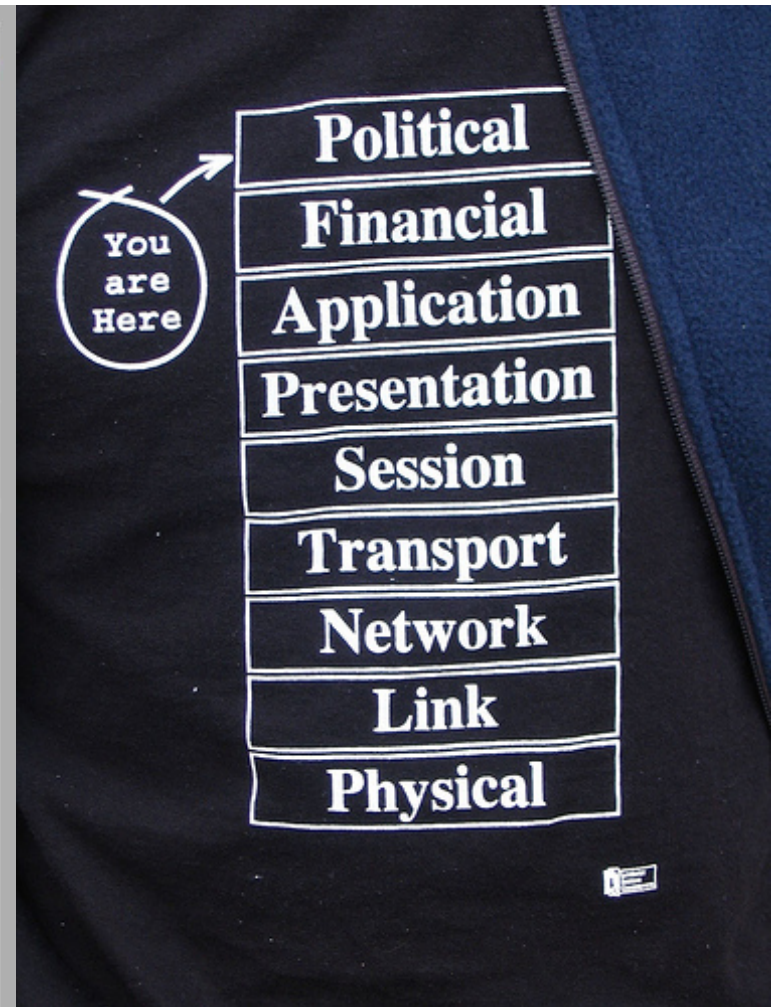 Political
Financial
You
are
Here
Application
Presentation
Session
Transport
Network
Link
Physical